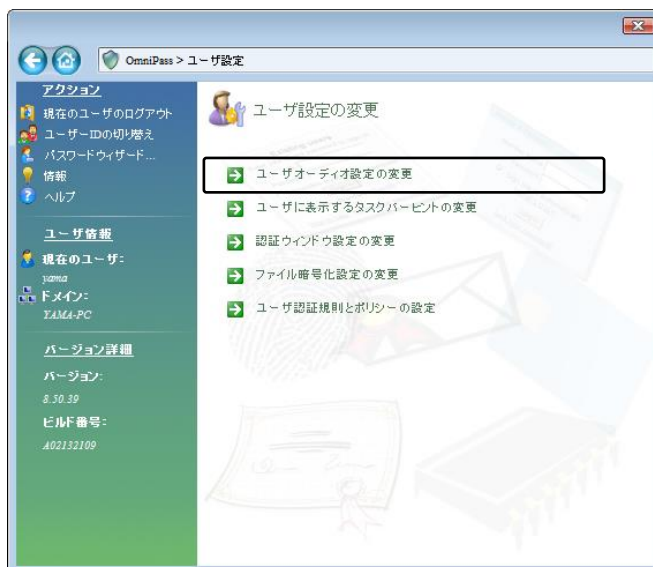 OmniPass > ユーザ設定
アクション
現在のユーザのログアウト
ユーザーIDの切り替え
パスワードウィザード...
情報
ヘルプ
ユーザ情報
現在のユーザ:
yama
ドメイン:
YAMA-PC
バージョン詳細
バージョン:
8.50.39
ビルド番号:
A02132109
ユーザ設定の変更
ユーザオーディオ設定の変更
ユーザに表示するタスクバーヒントの変更
認証ウィンドウ設定の変更
ファイル暗号化設定の変更
ユーザ認証規則とポリシーの設定